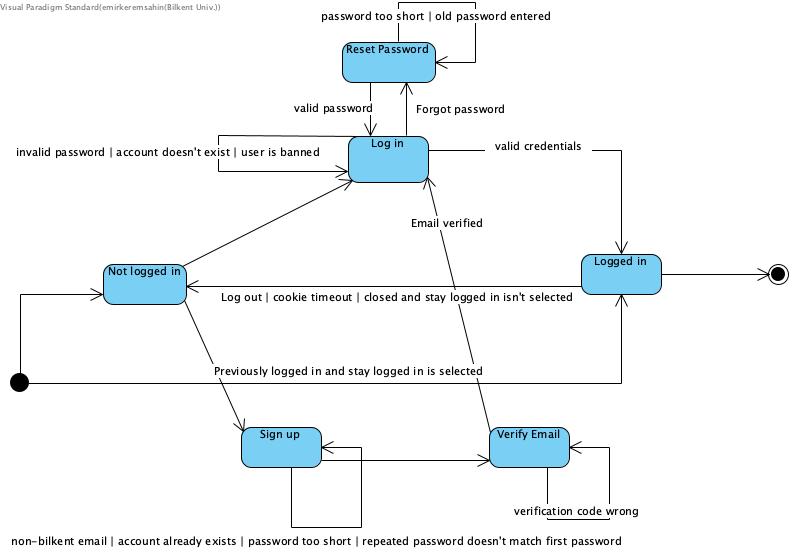 Visual Paradigm Standard(emirkeremsahin(Bilkent Univ.))
password too short | old password entered
Reset Password
valid password
Forgot password
Log in
valid credentials
invalid password | account doesn't exist | user is banned
Email verified
Logged in
Not logged in
Log out | cookie timeout | closed and stay logged in isn't selected
Previously logged in and stay logged in is selected
Sign up
Verify Email
verification code wrong
non-bilkent email | account already exists | password too short | repeated password doesn't match first password